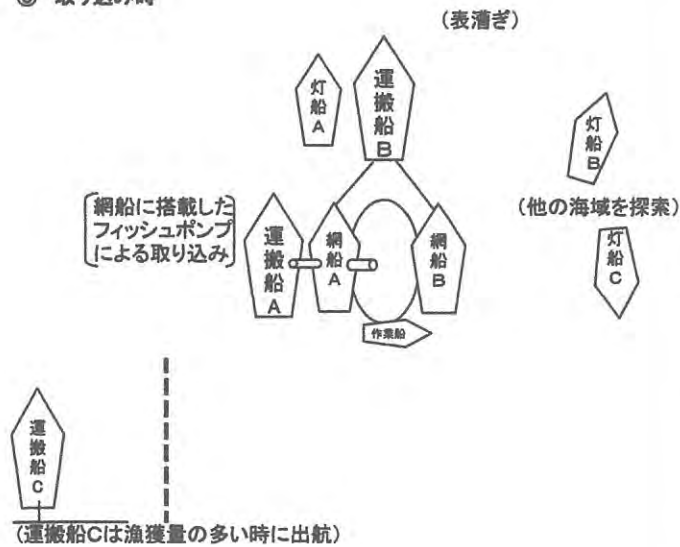 (表漕ぎ)
灯船A
運搬船B
灯船B
網船に搭載した
フィッシュポンプ
による取り込み
(他の海域を探索)
運搬船A
網船A
網船B
灯船C
作業船
運搬船C
(運搬船Cは漁獲量の多い時に出航)